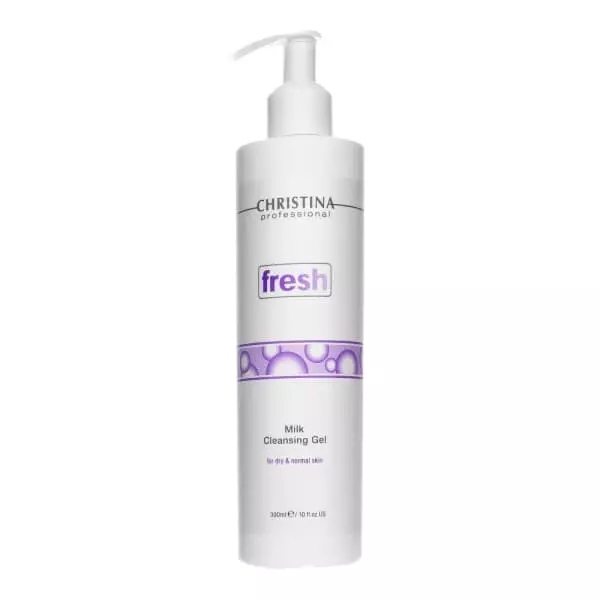 CHRISTINA
professional
fresh
Milk
Cleansing Gel
for dry & normal skin
300ml ℮ / 10 fl.oz.US